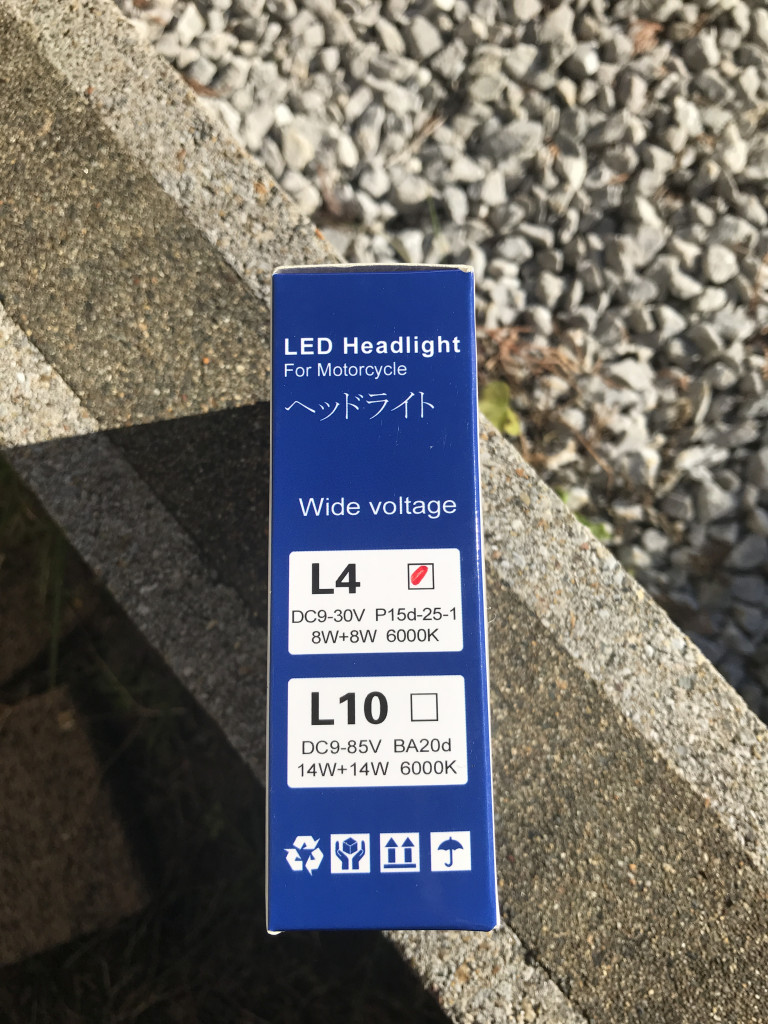 LED Headlight
For Motorcycle
ヘッドライト
Wide voltage
L4
DC9-30V P15d-25-1
8W+8W 6000K
L10
DC9-85V BA20d
14W+14W 6000K